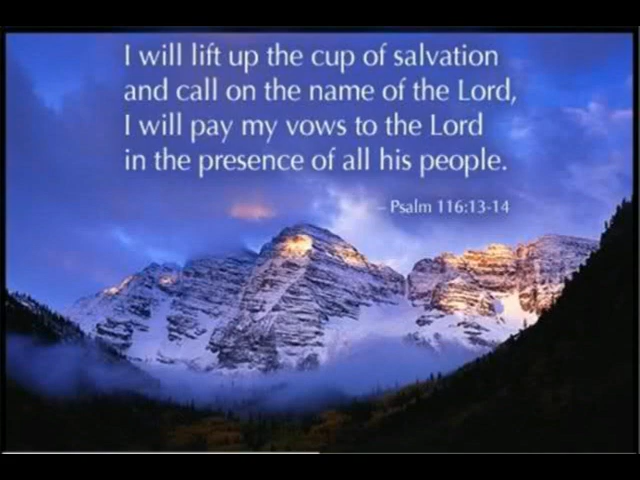 I will lift up the cup of salvation
and call on the name of the Lord,
I will pay my vows to the Lord
in the presence of all his people.
– Psalm 116:13-14